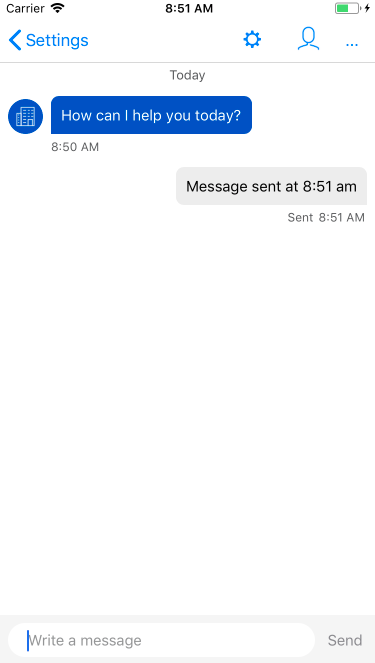 Carrier 8:51 AM
Settings ...
Today
How can I help you today?
8:50 AM
Message sent at 8:51 am
Sent 8:51 AM
Write a message Send